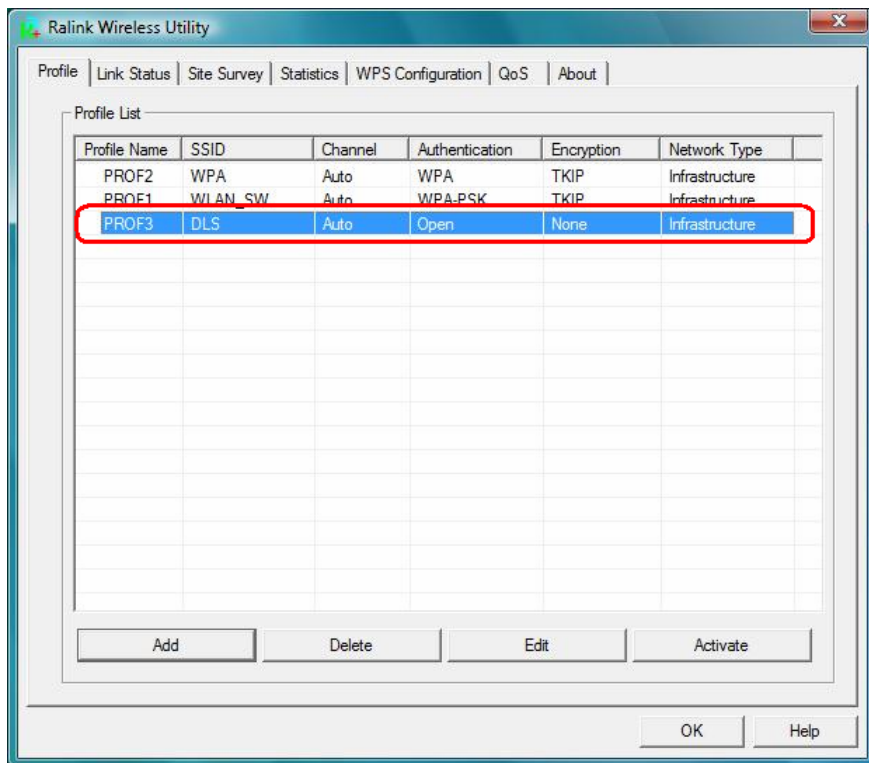 Ralink Wireless Utility
Profile Link Status Site Survey Statistics WPS Configuration QoS About
Profile List
Profile Name SSID Channel Authentication Encryption Network Type
PROF2 WPA Auto WPA TKIP Infrastructure
PROF1 WLAN_SW Auto WPA-PSK TKIP Infrastructure
PROF3 DLS Auto Open None Infrastructure
Add Delete Edit Activate
OK Help